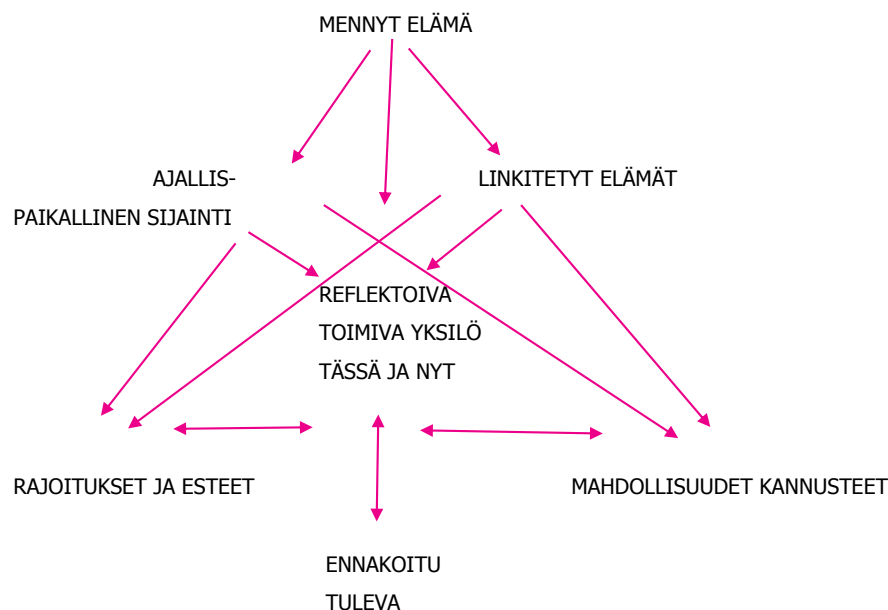 MENNYT ELÄMÄ
AJALLIS-
PAIKALLINEN SIJAINTI
LINKITETYT ELÄMÄT
REFLEKTOIVA
TOIMIVA YKSILÖ
TÄSSÄ JA NYT
RAJOITUKSET JA ESTEET
MAHDOLLISUUDET KANNUSTEET
ENNAKOITU
TULEVA